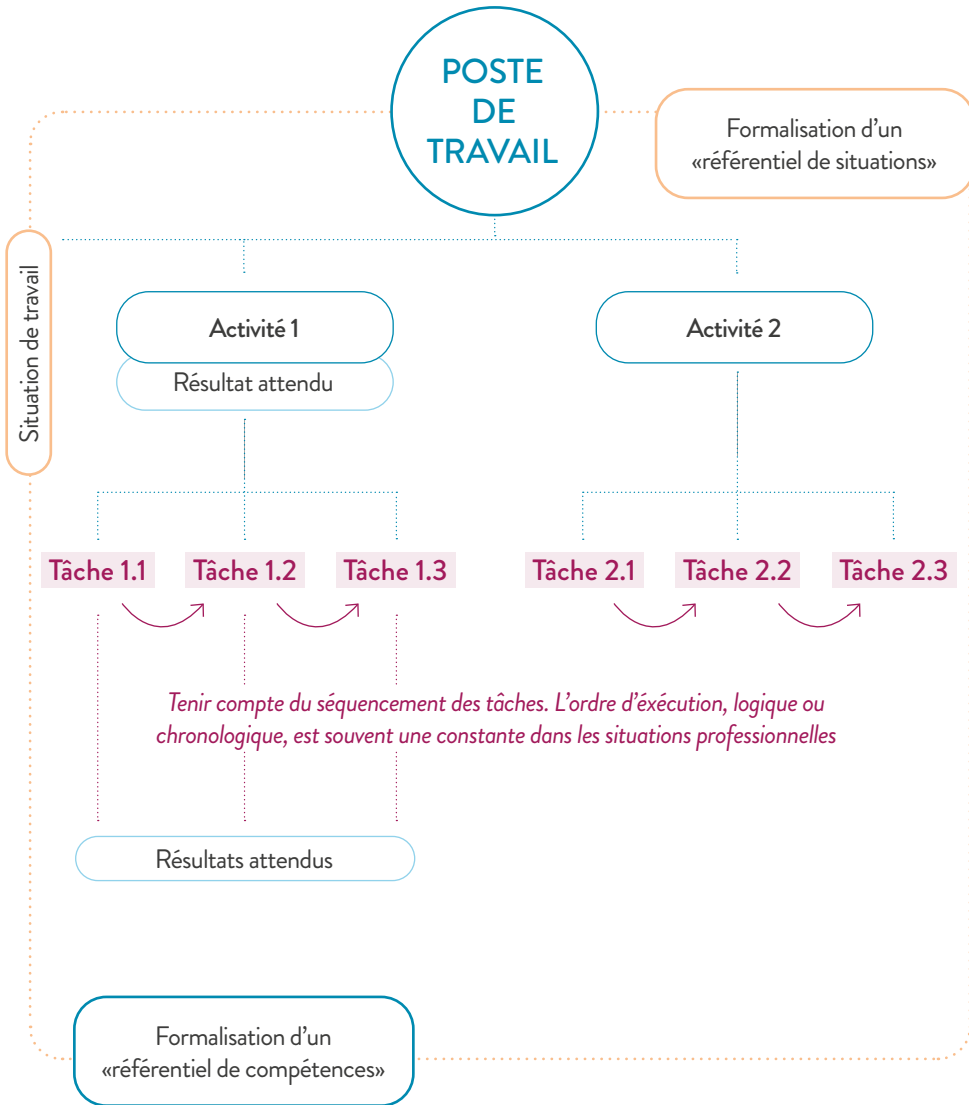 POSTE
DE
TRAVAIL
Formalisation d’un
«référentiel de situations»
Situation de travail
Activité 1
Activité 2
Résultat attendu
Tâche 1.1
Tâche 1.2
Tâche 1.3
Tâche 2.1
Tâche 2.2
Tâche 2.3
Tenir compte du séquencement des tâches. L’ordre d’éxécution, logique ou
chronologique, est souvent une constante dans les situations professionnelles
Résultats attendus
Formalisation d’un
«référentiel de compétences»